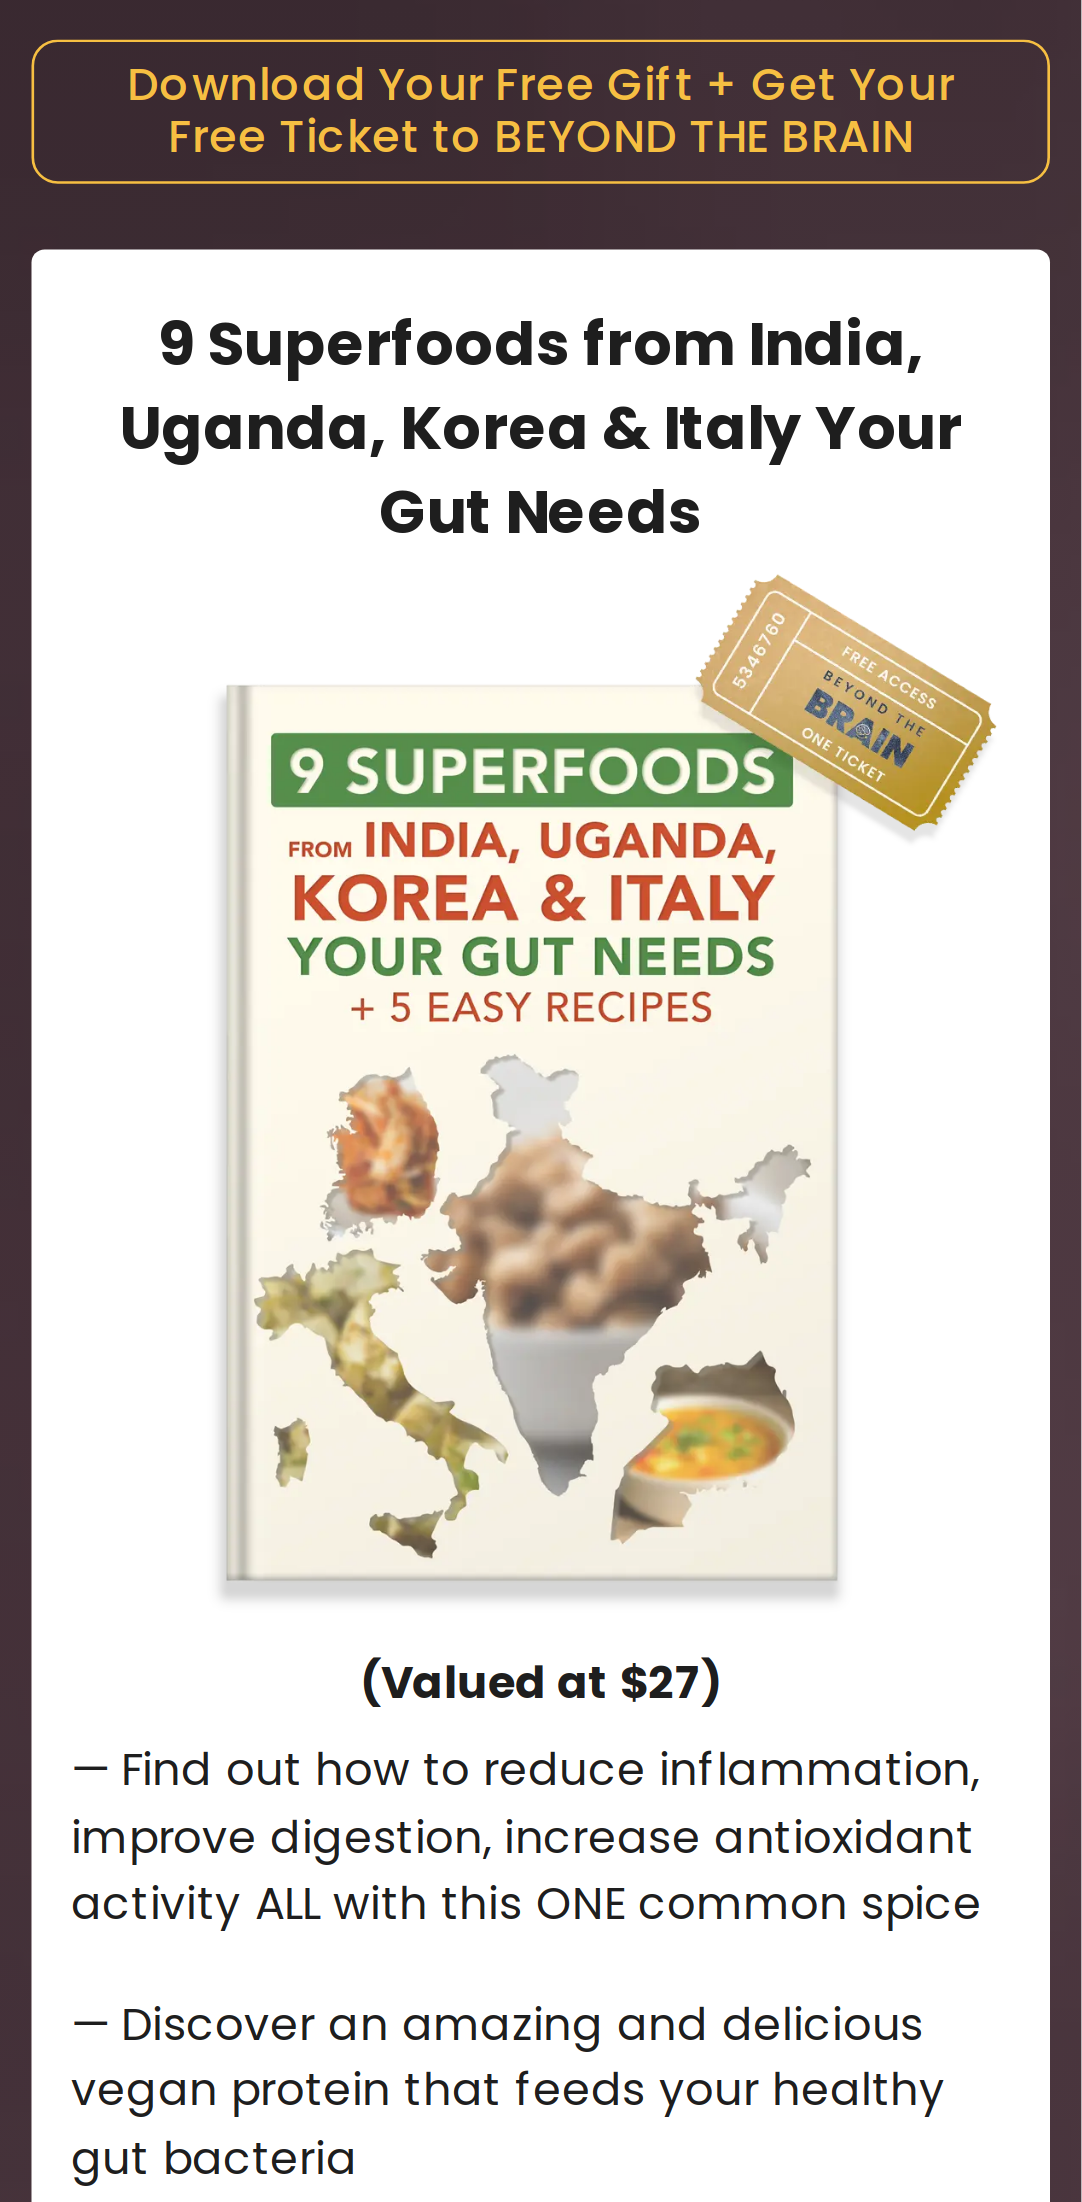 Download Your Free Gift + Get Your
Free Ticket to BEYOND THE BRAIN
9 Superfoods from India,
Uganda, Korea & Italy Your
Gut Needs
5346760
FREE ACCESS
BEYOND THE
BRAIN
ONE TICKET
9 SUPERFOODS
FROM INDIA, UGANDA,
KOREA & ITALY
YOUR GUT NEEDS
+ 5 EASY RECIPES
(Valued at $27)
— Find out how to reduce inflammation,
improve digestion, increase antioxidant
activity ALL with this ONE common spice
— Discover an amazing and delicious
vegan protein that feeds your healthy
gut bacteria